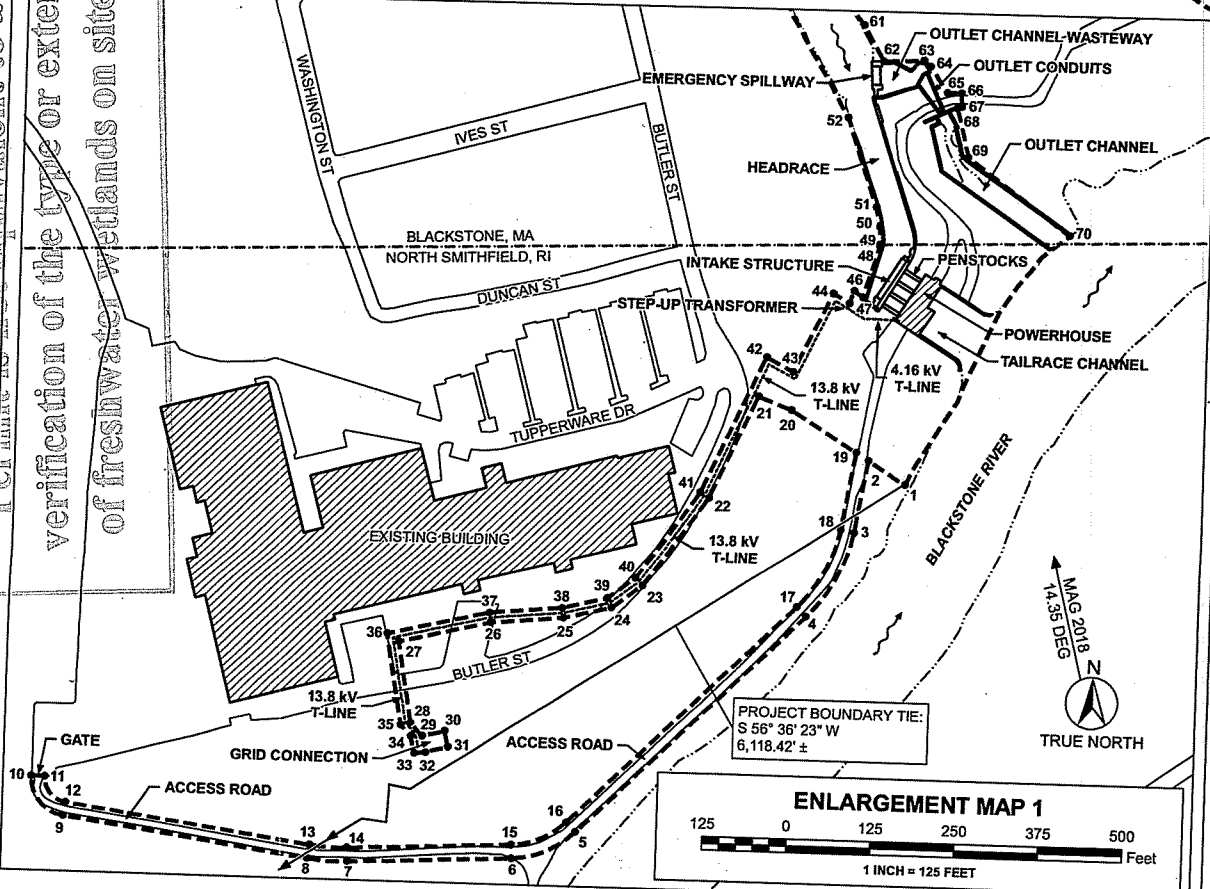 verification of the type or exten
of freshwater wetlands on site
WASHINGTON ST
IVES ST
BUTLER ST
BLACKSTONE, MA
NORTH SMITHFIELD, RI
DUNCAN ST
TUPPERWARE DR
EXISTING BUILDING
BUTLER ST
61
62
63
64
65
66
67
68
69
70
OUTLET CHANNEL-WASTEWAY
OUTLET CONDUITS
EMERGENCY SPILLWAY
52
HEADRACE
OUTLET CHANNEL
51
50
49
48
INTAKE STRUCTURE
PENSTOCKS
44
46
47
STEP-UP TRANSFORMER
POWERHOUSE
TAILRACE CHANNEL
42
43
4.16 kV
T-LINE
13.8 kV
T-LINE
21
20
19
2
1
BLACKSTONE RIVER
41
22
18
3
13.8 kV
T-LINE
40
23
39
24
38
25
37
26
36
27
17
4
13.8 kV
T-LINE
35
28
29
30
34
31
33
32
GRID CONNECTION
ACCESS ROAD
GATE
10
11
12
9
ACCESS ROAD
13
14
8
7
15
6
16
5
PROJECT BOUNDARY TIE:
S 56° 36' 23" W
6,118.42' ±
MAG 2018
14.35 DEG
N
TRUE NORTH
ENLARGEMENT MAP 1
125
0
125
250
375
500
Feet
1 INCH = 125 FEET